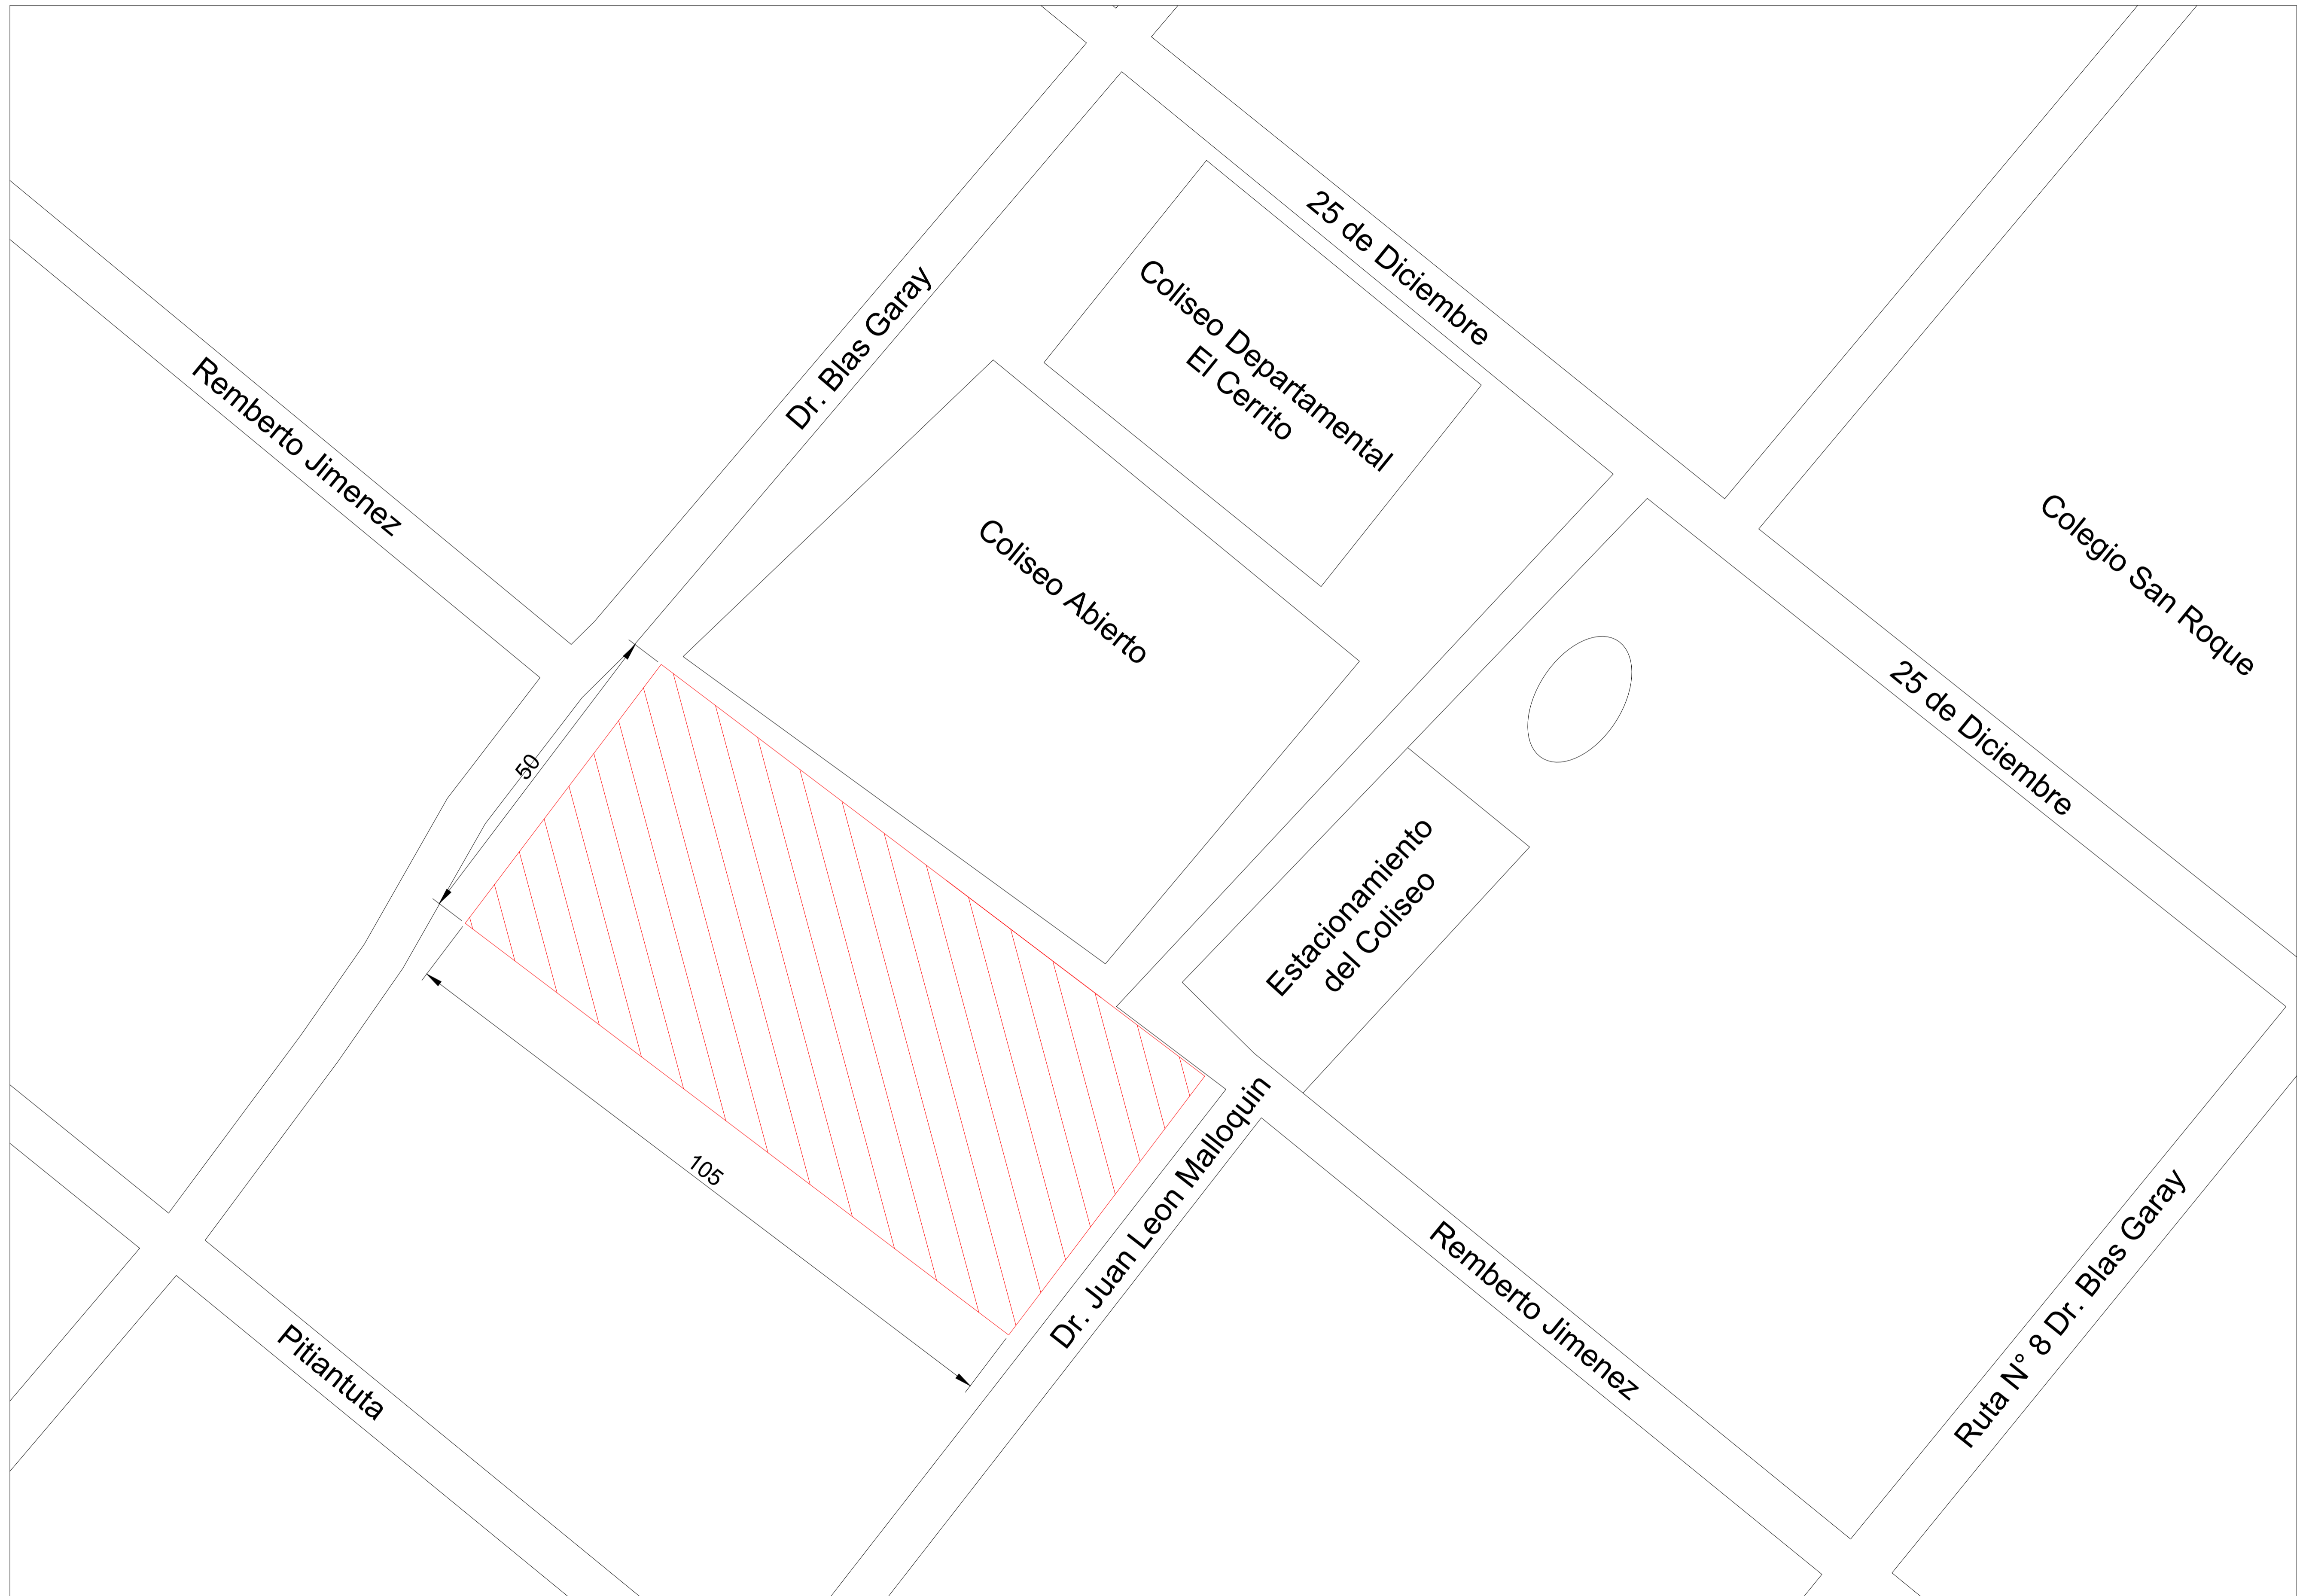 25 de Diciembre
Dr. Blas Garay
Coliseo Departamental
El Cerrito
Remberto Jimenez
Coliseo Abierto
Colegio San Roque
25 de Diciembre
50
Estacionamiento
del Coliseo
105
Dr. Juan Leon Malloquin
Remberto Jimenez
Ruta N° 8 Dr. Blas Garay
Pitiantuta